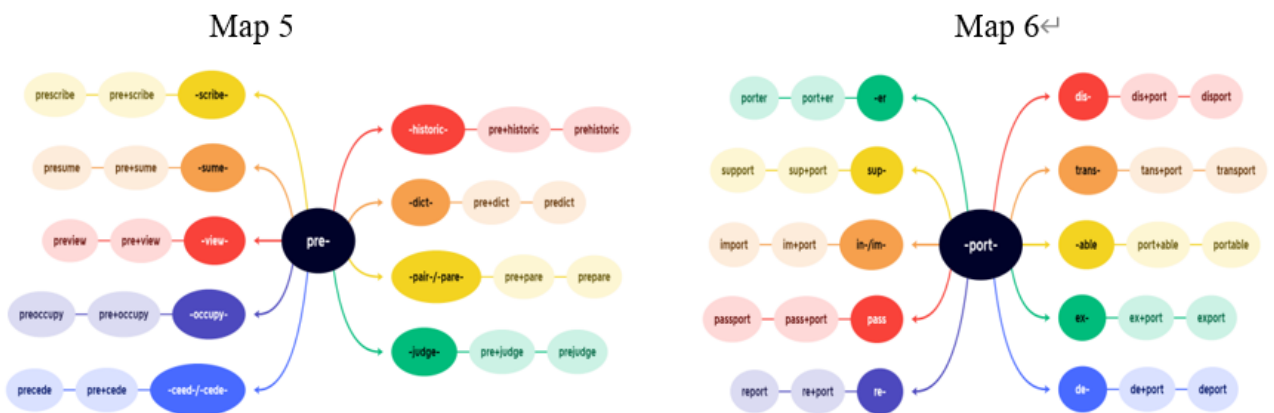 Map 5
prescribe pre+scribe -scribe-
presume pre+sume -sume-
preview pre+view -view-
preoccupy pre+occupy -occupy-
precede pre+cede -ceed-/-cede-
pre-
-historic- pre+historic prehistoric
-dict- pre+dict predict
-pair-/-pare- pre+pare prepare
-judge- pre+judge prejudge
Map 6↵
porter port+er -er
support sup+port sup-
import im+port in-/im-
passport pass+port pass
report re+port re-
-port-
dis- dis+port disport
trans- tans+port transport
-able port+able portable
ex- ex+port export
de- de+port deport